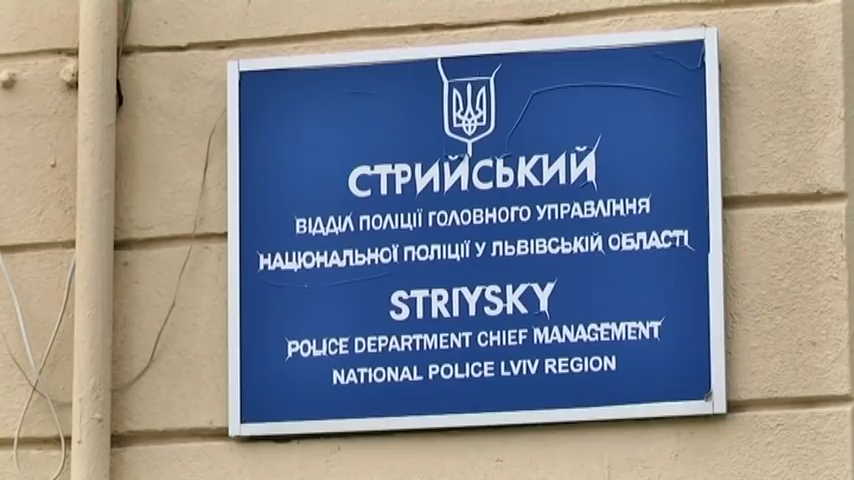 СТРИЙСЬКИЙ
ВІДДІЛ ПОЛІЦІЇ ГОЛОВНОГО УПРАВЛІННЯ
НАЦІОНАЛЬНОЇ ПОЛІЦІЇ У ЛЬВІВСЬКІЙ ОБЛАСТІ
STRIYSKY
POLICE DEPARTMENT CHIEF MANAGEMENT
NATIONAL POLICE LVIV REGION